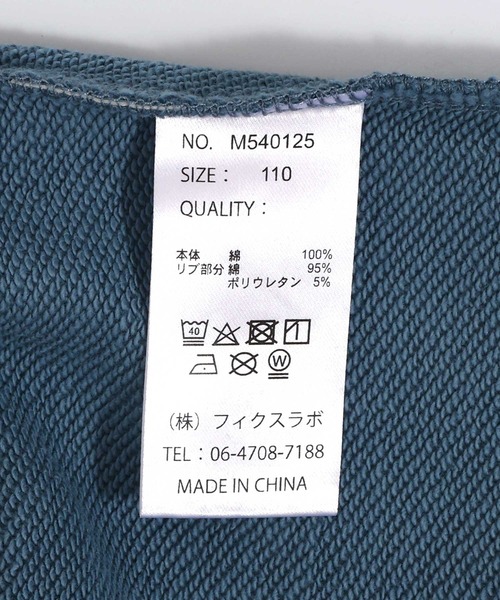 NO. M540125
SIZE： 110
QUALITY：
本体 綿 100%
リブ部分 綿 95%
ポリウレタン 5%
40
W
（株）フィクスラボ
TEL：06-4708-7188
MADE IN CHINA